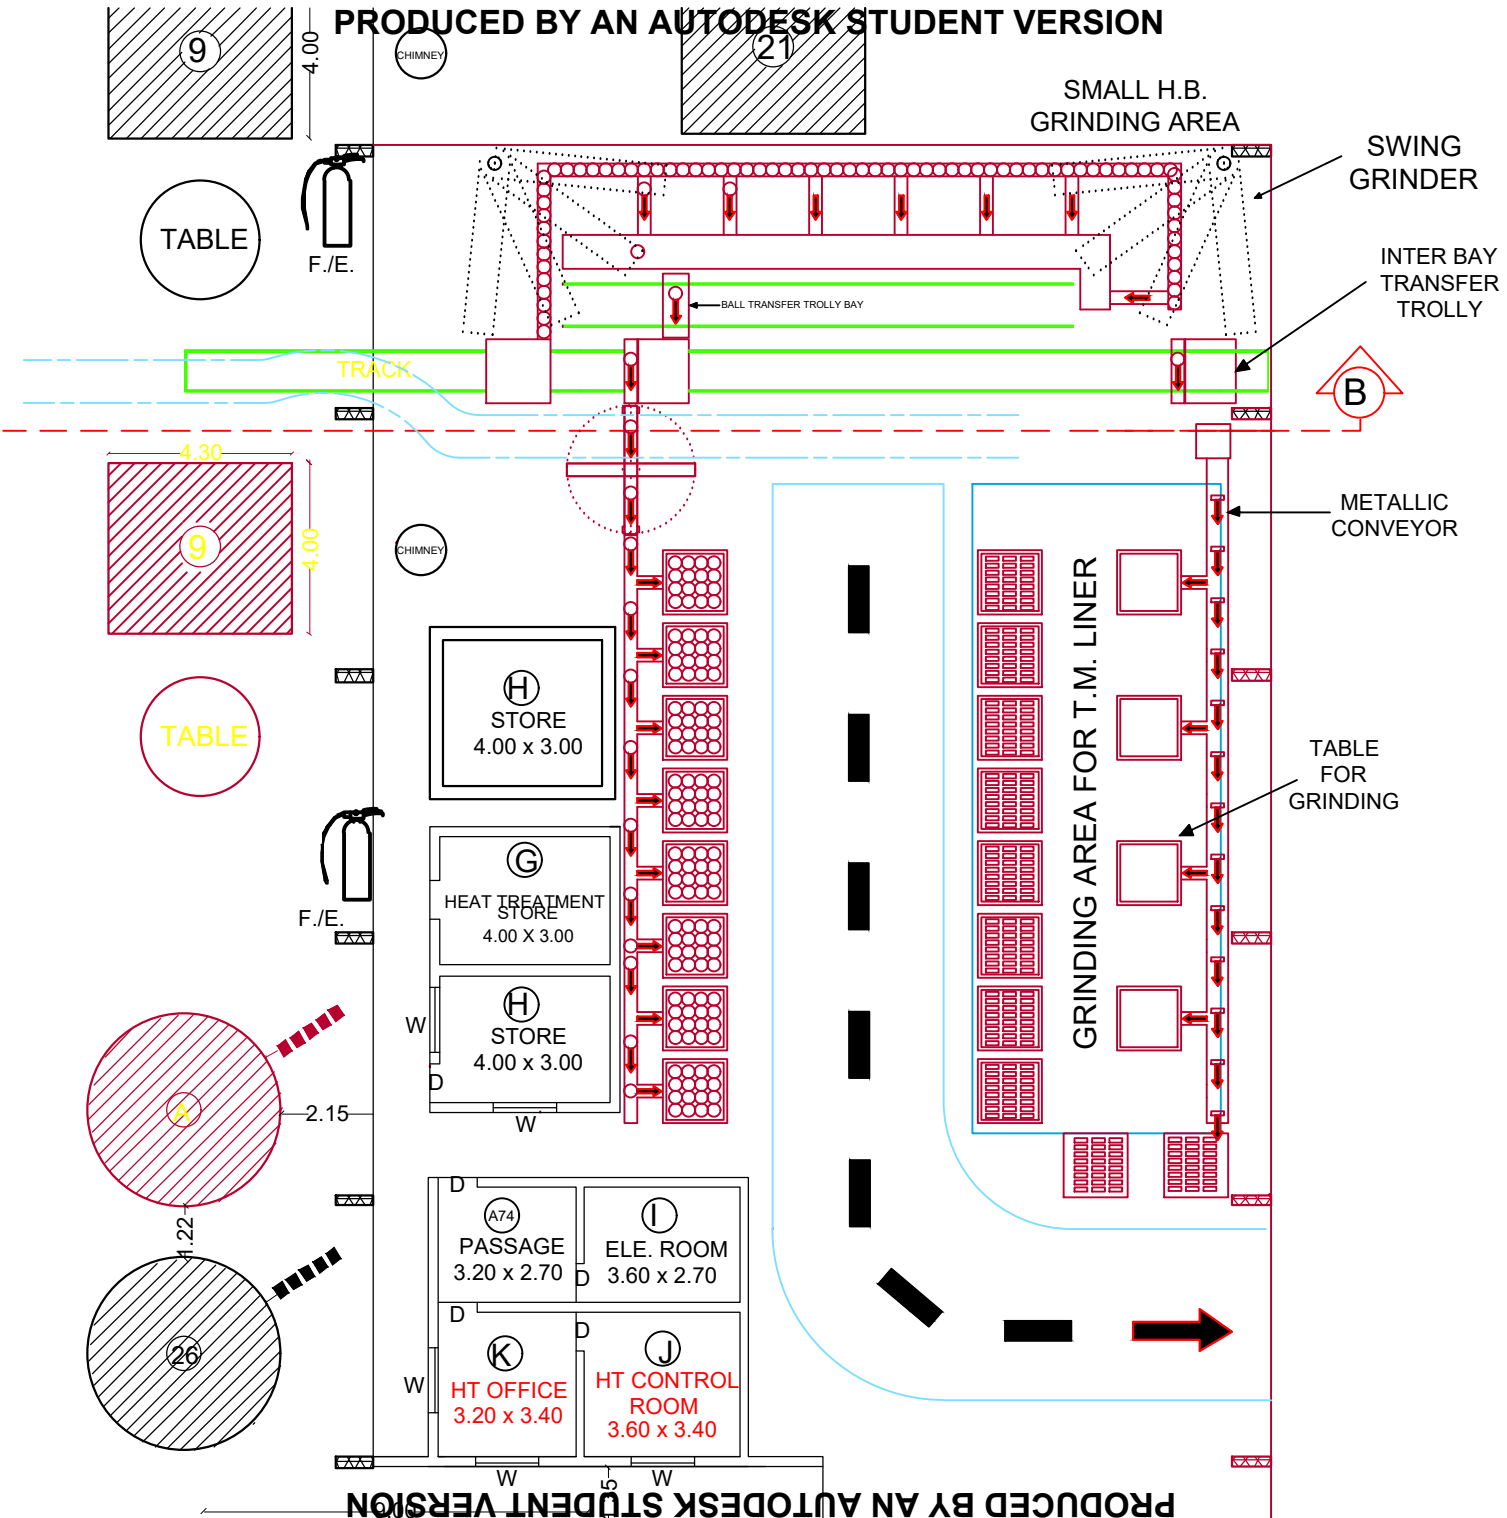 PRODUCED BY AN AUTODESK STUDENT VERSION
9
4.00
CHIMNEY
21
SMALL H.B.
GRINDING AREA
SWING
GRINDER
TABLE
F./E.
INTER BAY
TRANSFER
TROLLY
BALL TRANSFER TROLLY BAY
TRACK
B
4.30
9
4.00
CHIMNEY
METALLIC
CONVEYOR
GRINDING AREA FOR T.M. LINER
H
STORE
4.00 x 3.00
TABLE
TABLE
FOR
GRINDING
G
HEAT TREATMENT
STORE
4.00 X 3.00
F./E.
H
STORE
4.00 x 3.00
W
D
W
A
2.15
1.22
26
D
A74
PASSAGE
3.20 x 2.70
I
ELE. ROOM
3.60 x 2.70
D
D
D
K
HT OFFICE
3.20 x 3.40
J
HT CONTROL
ROOM
3.60 x 3.40
W
W
W
9.00
PRODUCED BY AN AUTODESK STUDENT VERSION